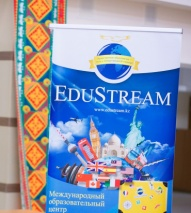 EDUSTREAM
www.edustream.kz
Международный
образовательный
центр